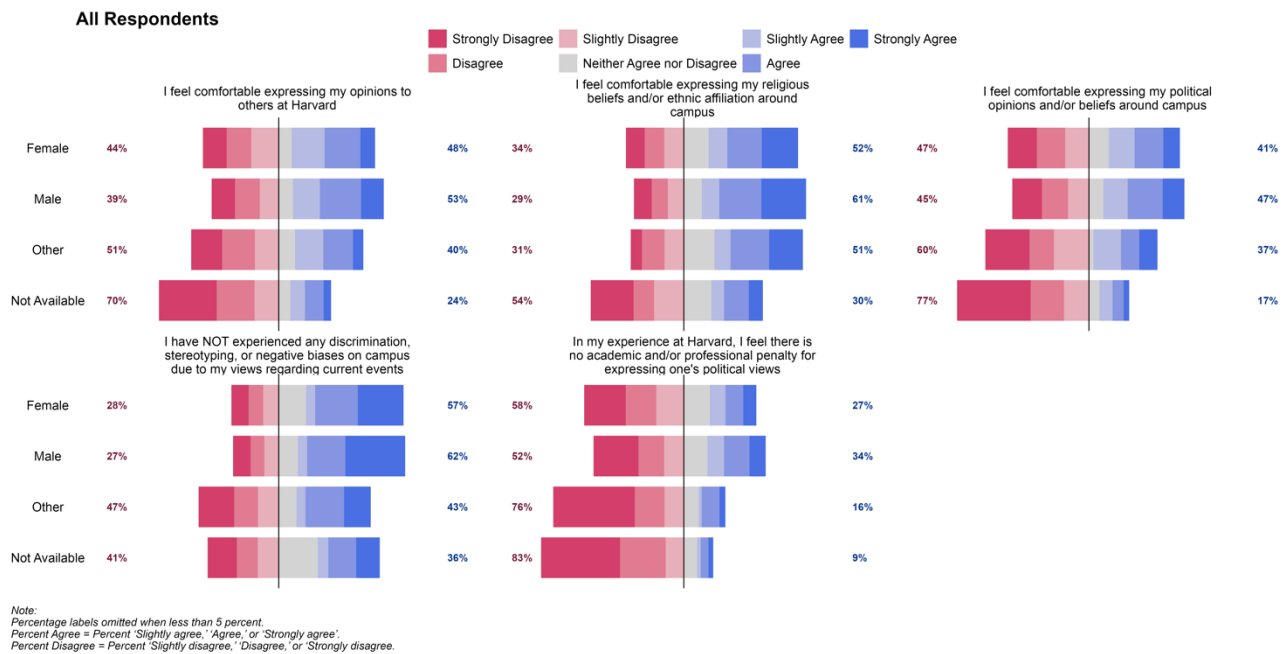 All Respondents
Strongly Disagree Slightly Disagree Slightly Agree Strongly Agree
Disagree Neither Agree nor Disagree Agree
I feel comfortable expressing my opinions to
others at Harvard
I feel comfortable expressing my religious
beliefs and/or ethnic affiliation around
campus
I feel comfortable expressing my political
opinions and/or beliefs around campus
Female 44% 48% 34% 52% 47% 41%
Male 39% 53% 29% 61% 45% 47%
Other 51% 40% 31% 51% 60% 37%
Not Available 70% 24% 54% 30% 77% 17%
I have NOT experienced any discrimination,
stereotyping, or negative biases on campus
due to my views regarding current events
In my experience at Harvard, I feel there is
no academic and/or professional penalty for
expressing one's political views
Female 28% 57% 58% 27%
Male 27% 62% 52% 34%
Other 47% 43% 76% 16%
Not Available 41% 36% 83% 9%
Note:
Percentage labels omitted when less than 5 percent.
Percent Agree = Percent ‘Slightly agree,’ ‘Agree,’ or ‘Strongly agree’.
Percent Disagree = Percent ‘Slightly disagree,’ ‘Disagree,’ or ‘Strongly disagree.